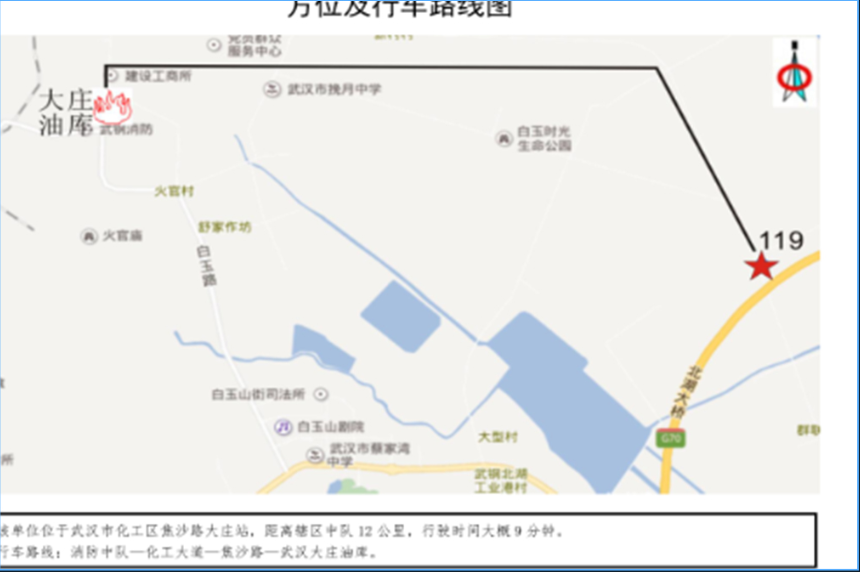 方位及行车路线图
党员群众
服务中心
建设工商所
武汉市挽月中学
大庄
油库
武钢消防
白玉时光
生命公园
火官村
舒家作坊
火官庙
白玉路
119
北湖大桥
G70
白玉山街司法所
白玉山剧院
大型村
群联
武汉市蔡家湾
中学
所
武钢北湖
工业港村
单位位于武汉市化工区焦沙路大庄站，距离辖区中队 12 公里，行驶时间大概 9 分钟。
行车路线：消防中队—化工大道—焦沙路—武汉大庄油库。